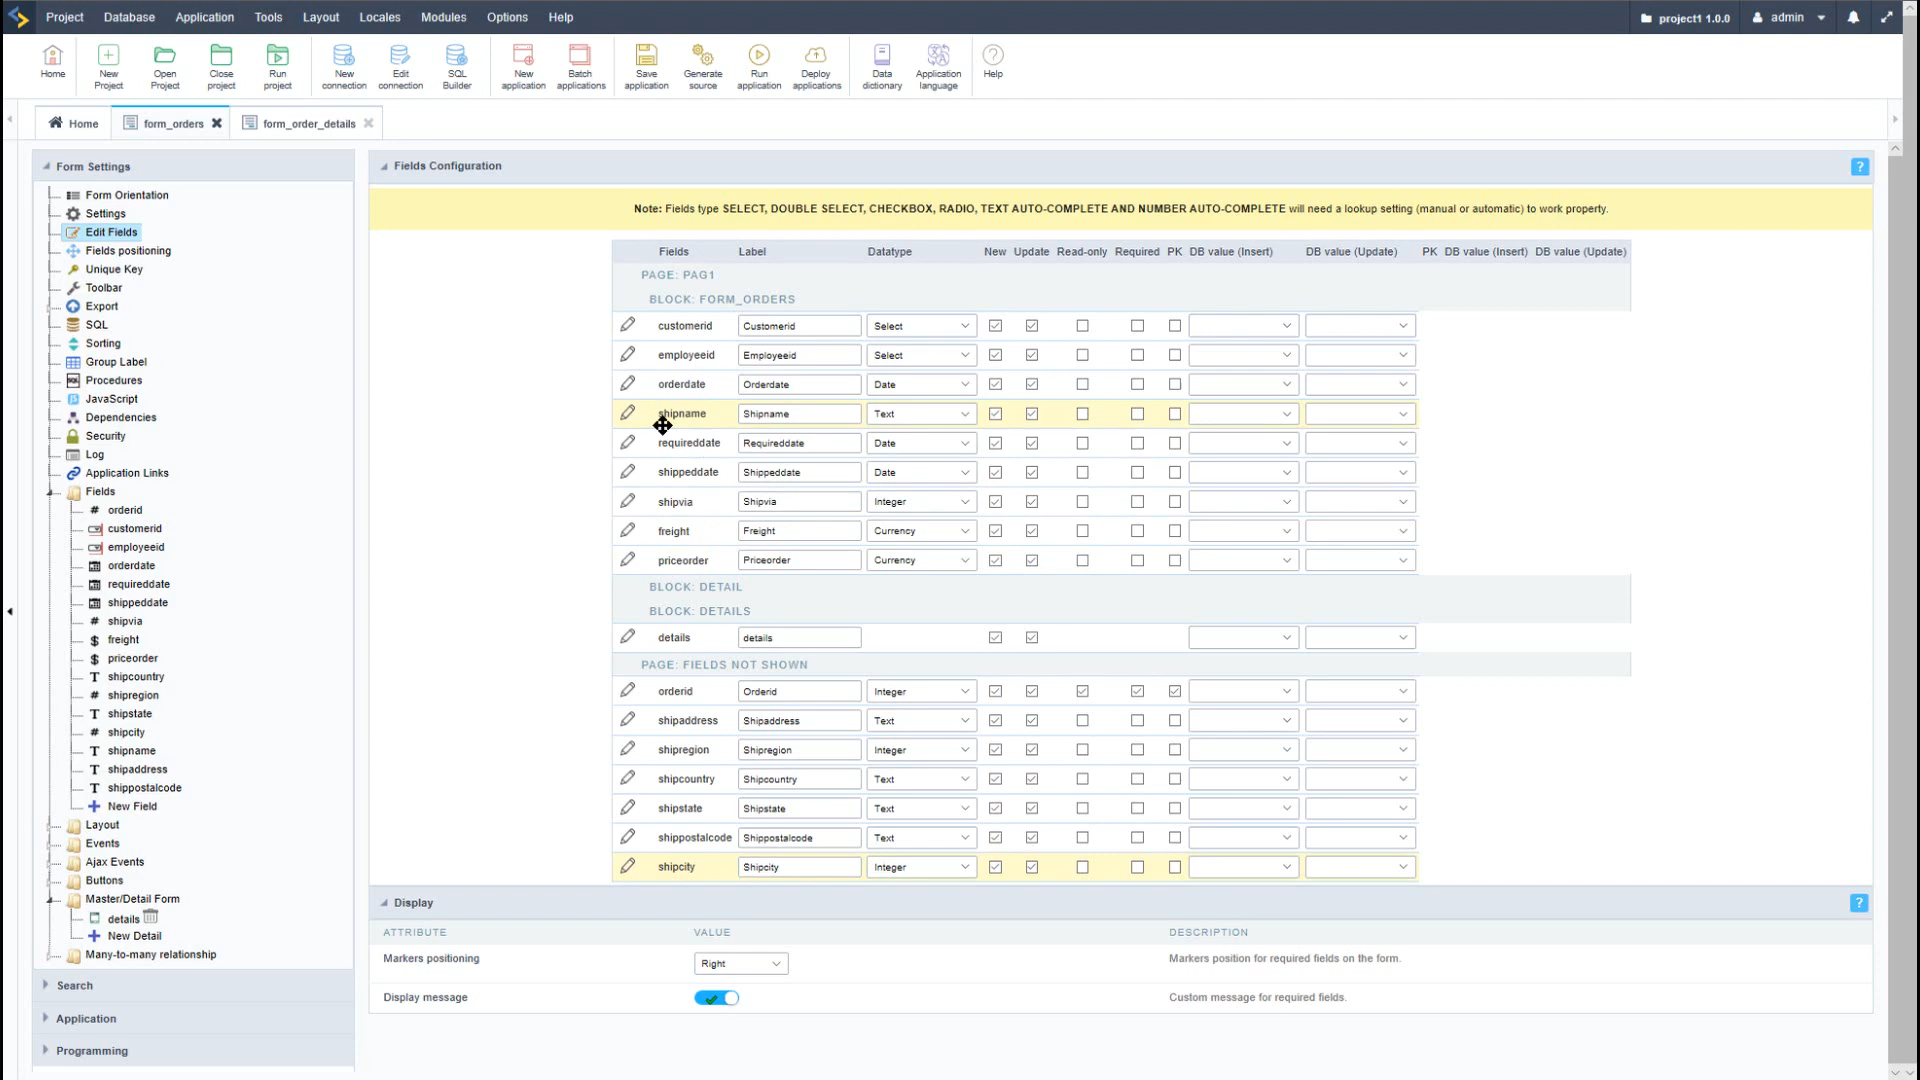 Project Database Application Tools Layout Locales Modules Options Help project1 1.0.0 admin
Home New Project Open Project Close project Run project New connection Edit connection SQL Builder New application Batch applications Save application Generate source Run application Deploy applications Data dictionary Application language Help
Home form_orders form_order_details
Form Settings
Form Orientation
Settings
Edit Fields
Fields positioning
Unique Key
Toolbar
Export
SQL
Sorting
Group Label
Procedures
JavaScript
Dependencies
Security
Log
Application Links
Fields
orderid
customerid
employeeid
orderdate
requireddate
shippeddate
shipvia
freight
priceorder
shipcountry
shipregion
shipstate
shipcity
shipname
shipaddress
shippostalcode
New Field
Layout
Events
Ajax Events
Buttons
Master/Detail Form
details
New Detail
Many-to-many relationship
Search
Application
Programming
Fields Configuration ?
Note: Fields type SELECT, DOUBLE SELECT, CHECKBOX, RADIO, TEXT AUTO-COMPLETE AND NUMBER AUTO-COMPLETE will need a lookup setting (manual or automatic) to work property.
Fields Label Datatype New Update Read-only Required PK DB value (Insert) DB value (Update) PK DB value (Insert) DB value (Update)
PAGE: PAG1
BLOCK: FORM_ORDERS
customerid Customerid Select
employeeid Employeeid Select
orderdate Orderdate Date
shipname Shipname Text
requireddate Requireddate Date
shippeddate Shippeddate Date
shipvia Shipvia Integer
freight Freight Currency
priceorder Priceorder Currency
BLOCK: DETAIL
BLOCK: DETAILS
details details
PAGE: FIELDS NOT SHOWN
orderid Orderid Integer
shipaddress Shipaddress Text
shipregion Shipregion Integer
shipcountry Shipcountry Text
shipstate Shipstate Text
shippostalcode Shippostalcode Text
shipcity Shipcity Integer
Display ?
ATTRIBUTE VALUE DESCRIPTION
Markers positioning Right Markers position for required fields on the form.
Display message Custom message for required fields.